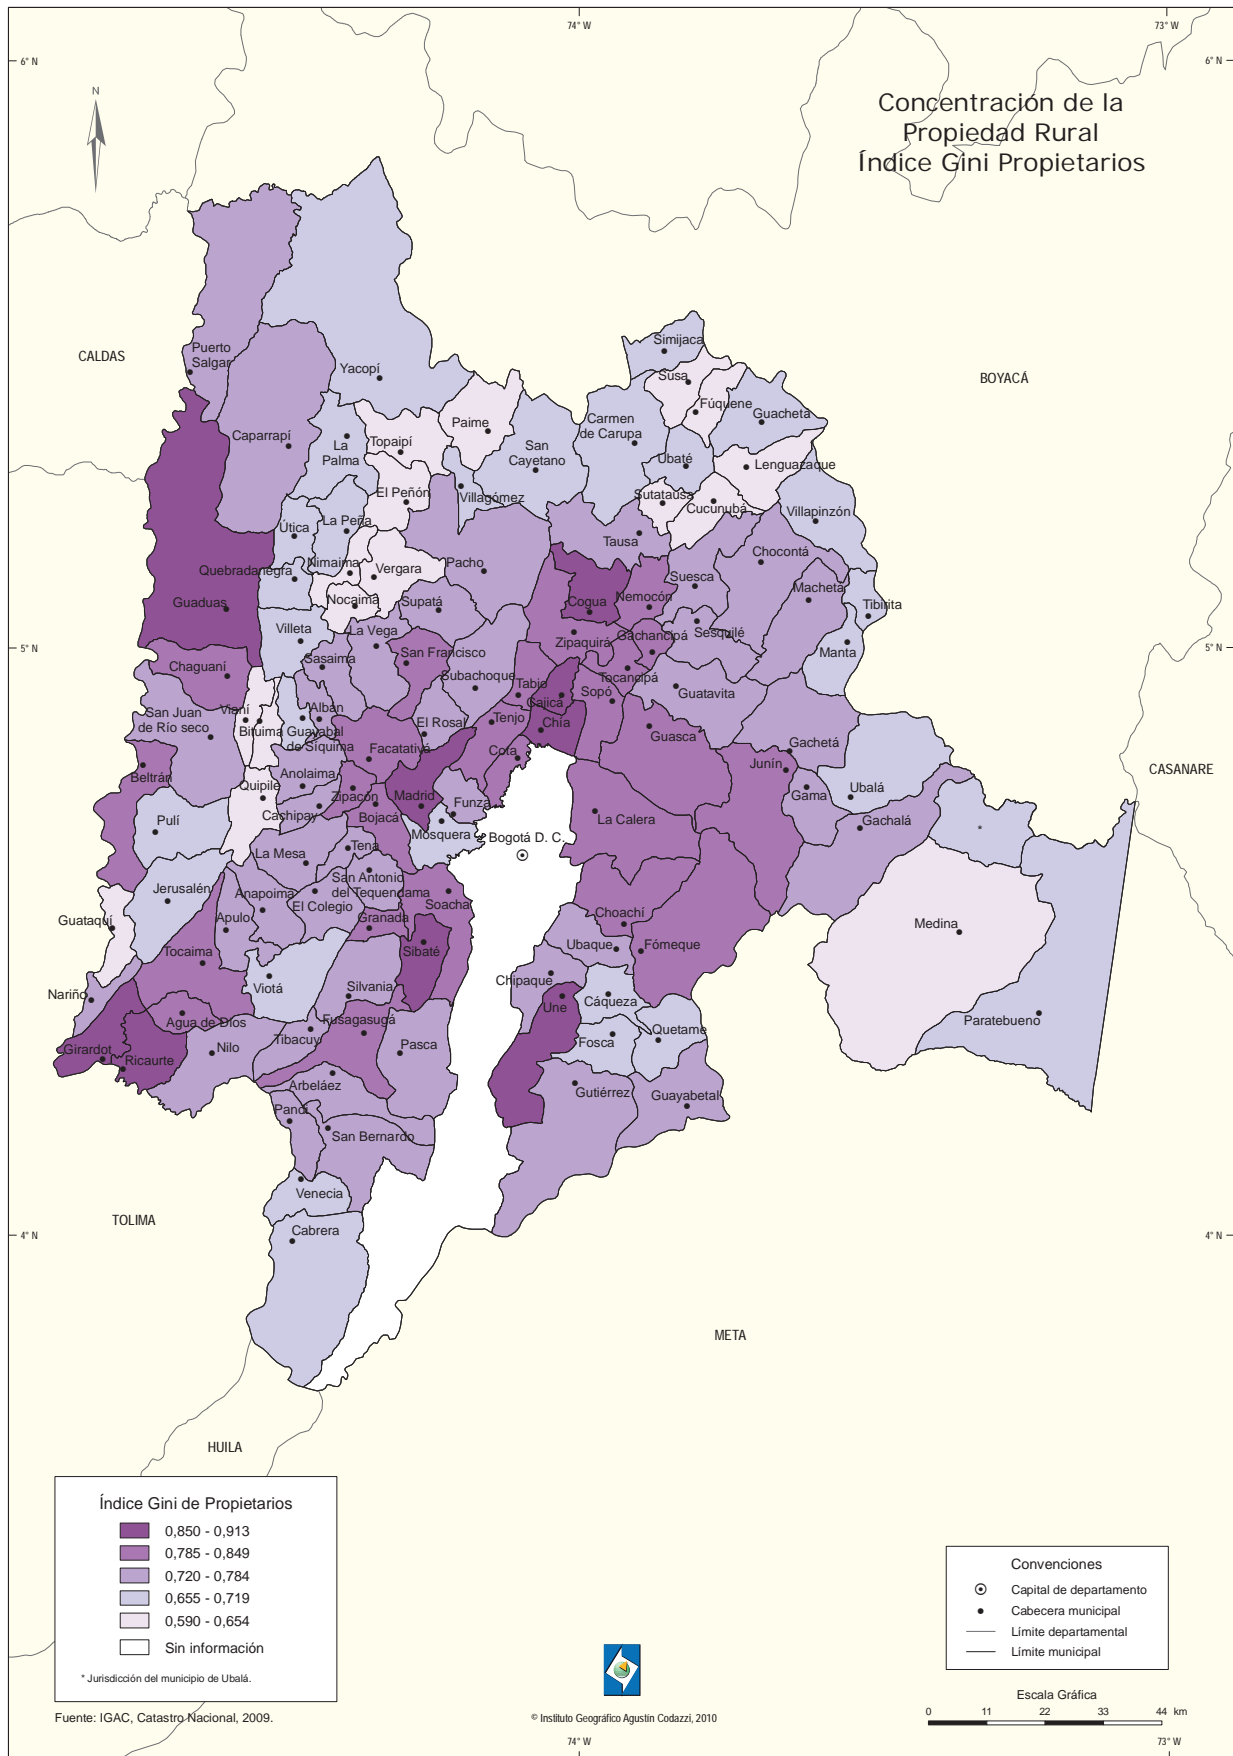 74° W
73° W
6° N
6° N
N
Concentración de la
Propiedad Rural
Índice Gini Propietarios
CALDAS
BOYACÁ
Puerto
Salgar
Yacopí
Simijaca
Susa
Fúquene
Guacheta
Caparrapí
La
Palma
Topaipí
Paime
San
Cayetano
Carmen
de Carupa
Ubaté
Lenguazaque
El Peñón
Villagómez
Sutatausa
Cucunubá
Villapinzón
Útica
La Peña
Tausa
Chocontá
Quebradanegra
Nimaima
Vergara
Pacho
Suesca
Macheta
Guaduas
Nocaima
Supatá
Cogua
Nemocón
Tibirita
Villeta
La Vega
Zipaquirá
Gachancipá
Sesquilé
Manta
5° N
5° N
Chaguaní
Sasaima
San Francisco
Subachoque
Tabio
Cajicá
Sopó
Tocancipá
Guatavita
San Juan
de Río seco
Vianí
Bituima
Albán
Guayabal
de Síquima
El Rosal
Tenjo
Chía
Guasca
Facatativá
Cota
Gachetá
Junín
Beltrán
Anolaima
CASANARE
Quipile
Zipacón
Madrid
Funza
Gama
Ubalá
Pulí
Cachipay
Bojacá
Mosquera
La Calera
Gachalá
*
Bogotá D. C.
La Mesa
Tena
Jerusalén
San Antonio
del Tequendama
Anapoima
El Colegio
Soacha
Guataquí
Apulo
Granada
Choachí
Medina
Tocaima
Sibaté
Ubaque
Fómeque
Nariño
Viotá
Silvania
Chipaque
Une
Cáqueza
Agua de Dios
Fusagasugá
Quetame
Paratebueno
Girardot
Ricaurte
Nilo
Tibacuy
Pasca
Fosca
Arbeláez
Gutiérrez
Guayabetal
Pandi
San Bernardo
Venecia
TOLIMA
Cabrera
4° N
4° N
META
HUILA
Índice Gini de Propietarios
0,850 - 0,913
0,785 - 0,849
0,720 - 0,784
0,655 - 0,719
0,590 - 0,654
Sin información
* Jurisdicción del municipio de Ubalá.
Convenciones
Capital de departamento
Cabecera municipal
Límite departamental
Límite municipal
Escala Gráfica
0 11 22 33 44 km
Fuente: IGAC, Catastro Nacional, 2009.
© Instituto Geográfico Agustín Codazzi, 2010
74° W
73° W